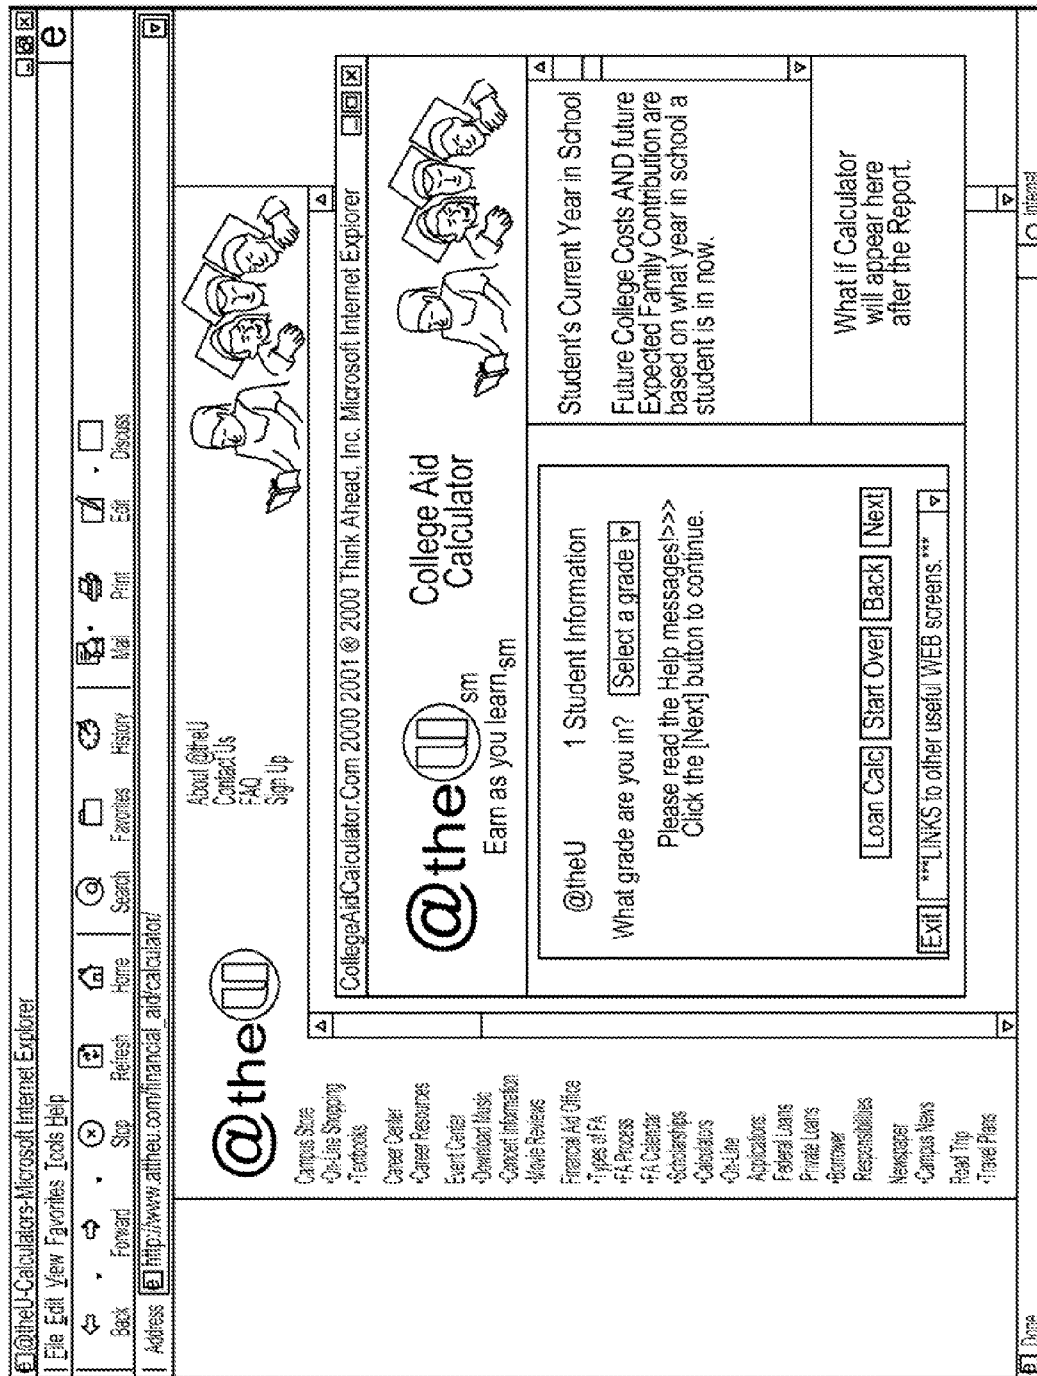 @theU-Calculators-Microsoft Internet Explorer
File Edit View Favorites Tools Help
Back Forward Stop Refresh Home Search Favorites History Mail Print Edit Discuss
Address http://www.attheu.com/financial_aid/calculator/
@theU
About @theU
Contact Us
FAQ
Sign Up
Campus Store
•On-Line Shopping
•Textbooks
Career Center
•Career Resources
Event Center
•Download Music
•Concert Information
•Movie Reviews
Financial Aid Office
•Types of FA
•FA Process
•FA Calendar
•Scholarships
•Calculators
•On-Line
Applications:
Federal Loans
Private Loans
•Borrower
Responsibilities
Newspaper
•Campus News
Road Trip
•Travel Plans
CollegeAidCalculator.Com 2000 2001 ® 2000 Think Ahead, Inc. Microsoft Internet Explorer
@theU sm
Earn as you learn.sm
College Aid
Calculator
@theU 1 Student Information
What grade are you in? Select a grade
Please read the Help messages!>>>
Click the [Next] button to continue.
Loan Calc Start Over Back Next
Exit ***LINKS to other useful WEB screens.***
Student's Current Year in School
Future College Costs AND future
Expected Family Contribution are
based on what year in school a
student is in now.
What if Calculator
will appear here
after the Report.
Done Internet